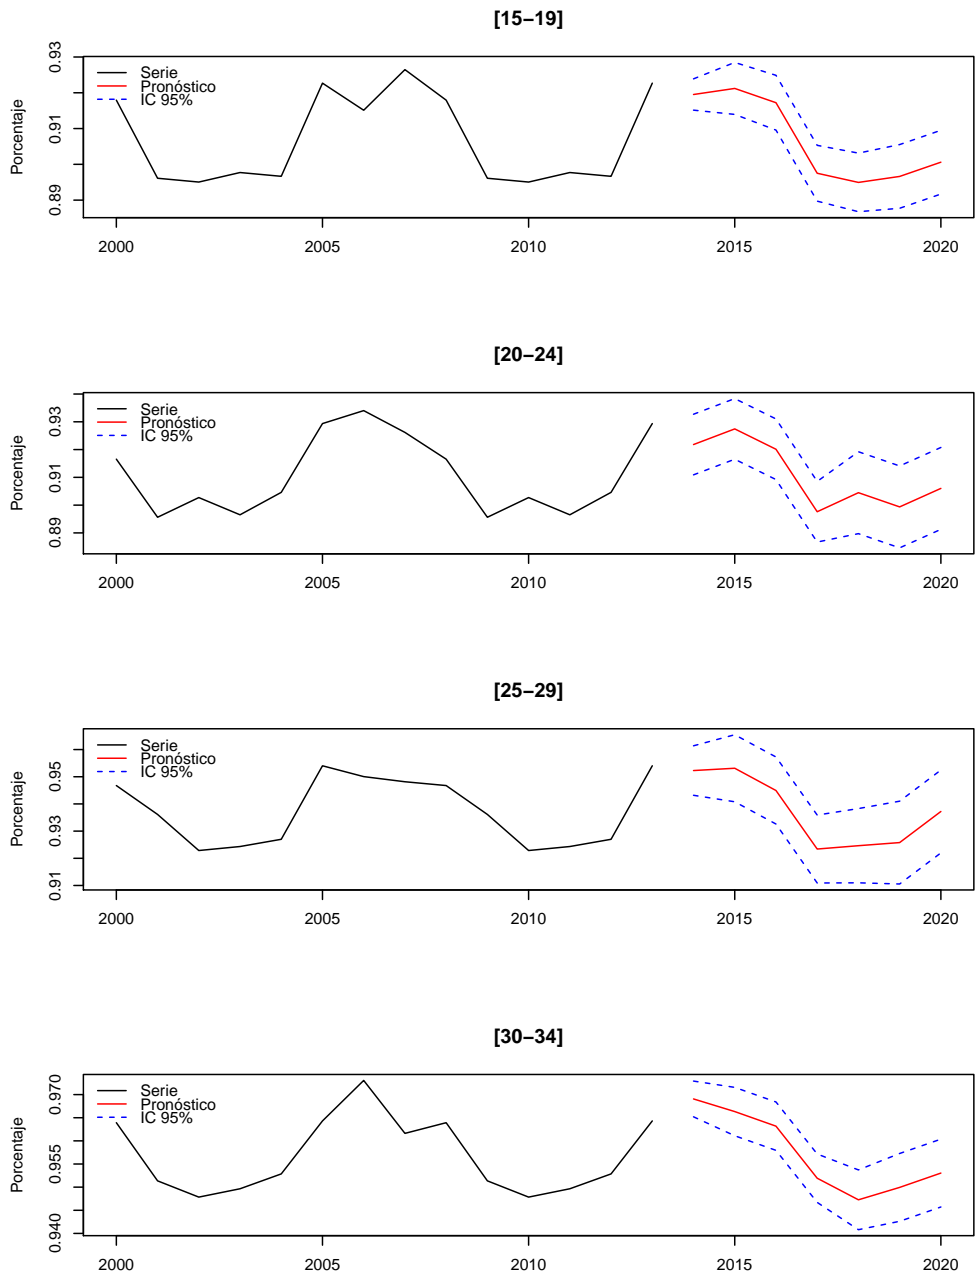 [15−19]
Porcentaje
0.89 0.91 0.93
Serie
Pronóstico
IC 95%
2000 2005 2010 2015 2020
[20−24]
Porcentaje
0.89 0.91 0.93
Serie
Pronóstico
IC 95%
2000 2005 2010 2015 2020
[25−29]
Porcentaje
0.91 0.93 0.95
Serie
Pronóstico
IC 95%
2000 2005 2010 2015 2020
[30−34]
Porcentaje
0.940 0.955 0.970
Serie
Pronóstico
IC 95%
2000 2005 2010 2015 2020